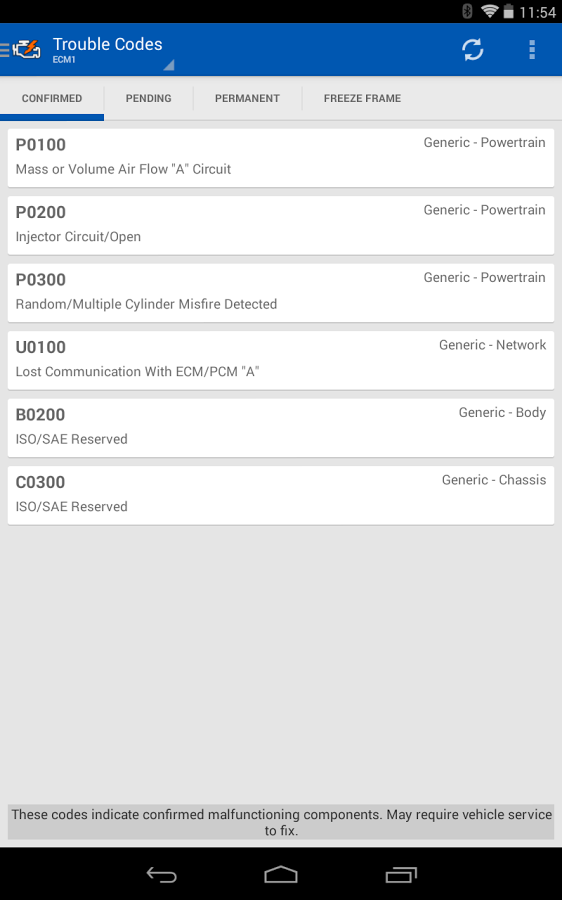 11:54
Trouble Codes
ECM1
CONFIRMED PENDING PERMANENT FREEZE FRAME
P0100 Generic - Powertrain
Mass or Volume Air Flow "A" Circuit
P0200 Generic - Powertrain
Injector Circuit/Open
P0300 Generic - Powertrain
Random/Multiple Cylinder Misfire Detected
U0100 Generic - Network
Lost Communication With ECM/PCM "A"
B0200 Generic - Body
ISO/SAE Reserved
C0300 Generic - Chassis
ISO/SAE Reserved
These codes indicate confirmed malfunctioning components. May require vehicle service
to fix.